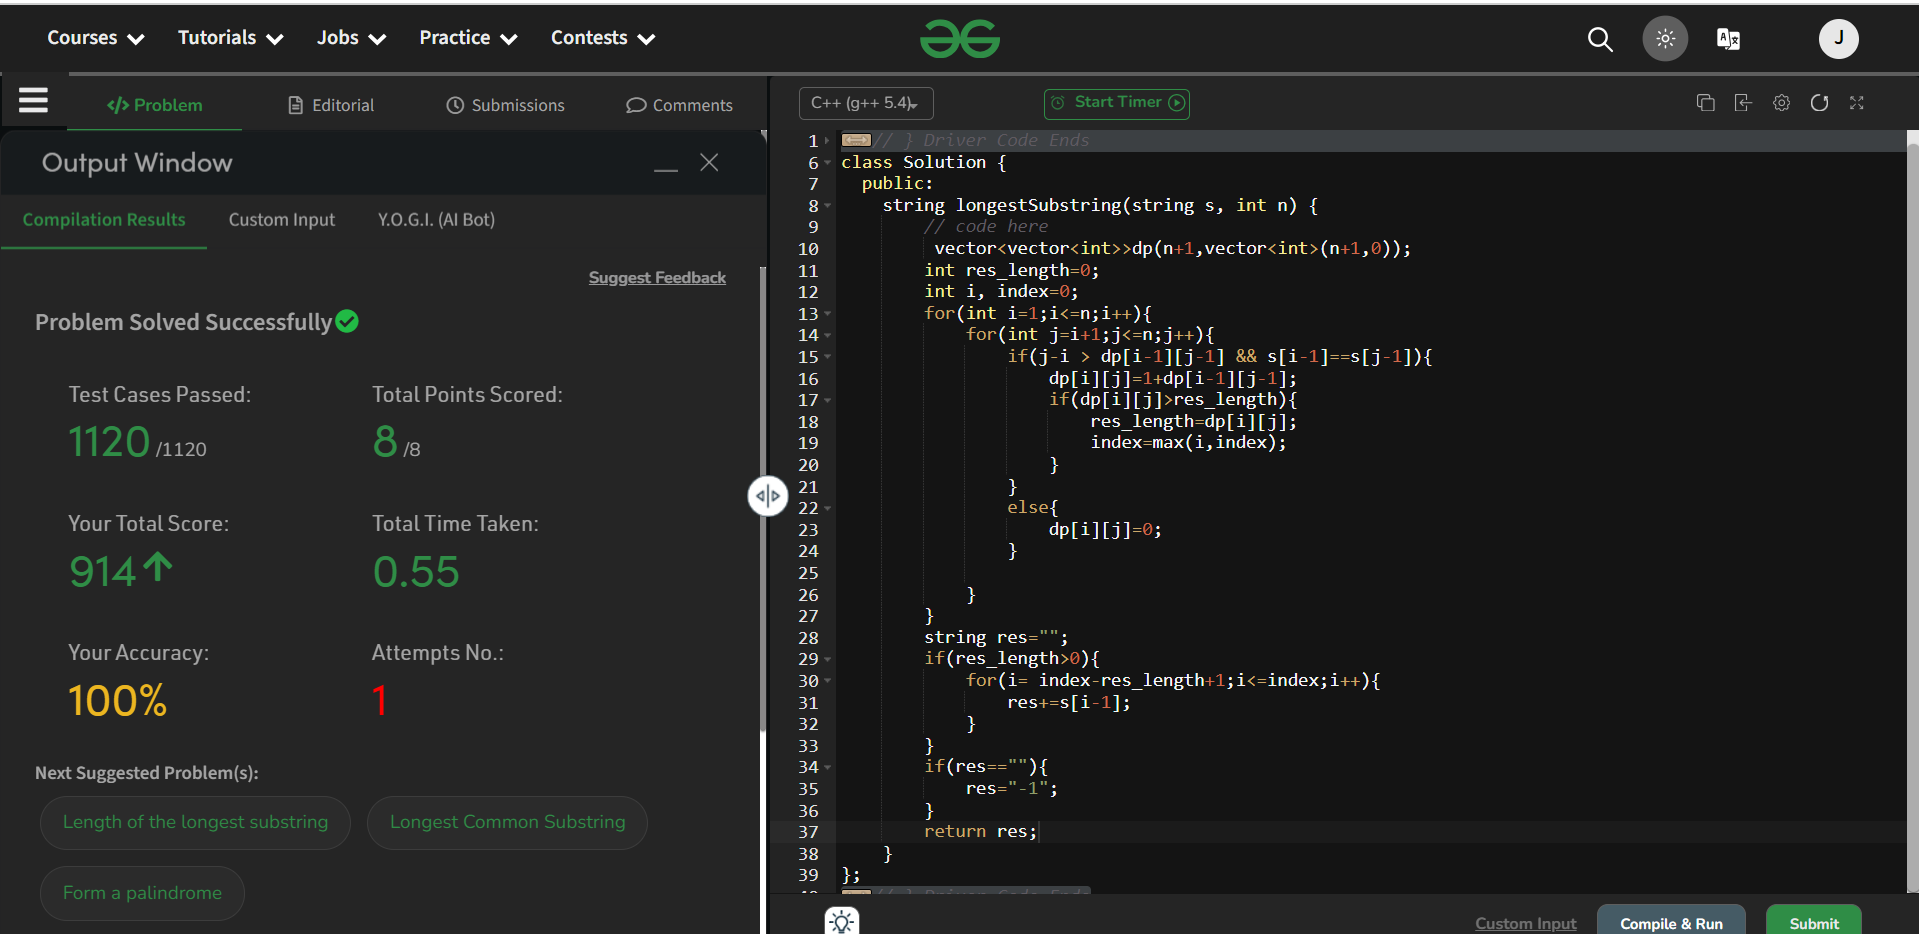 Courses Tutorials Jobs Practice Contests J
Problem Editorial Submissions Comments
Output Window
Compilation Results Custom Input Y.O.G.I. (AI Bot)
Suggest Feedback
Problem Solved Successfully
Test Cases Passed: Total Points Scored:
1120 /1120 8 /8
Your Total Score: Total Time Taken:
914 0.55
Your Accuracy: Attempts No.:
100% 1
Next Suggested Problem(s):
Length of the longest substring Longest Common Substring
Form a palindrome
C++ (g++ 5.4) Start Timer
1 // } Driver Code Ends
6 class Solution {
7 public:
8 string longestSubstring(string s, int n) {
9 // code here
10 vector<vector<int>>dp(n+1,vector<int>(n+1,0));
11 int res_length=0;
12 int i, index=0;
13 for(int i=1;i<=n;i++){
14 for(int j=i+1;j<=n;j++){
15 if(j-i > dp[i-1][j-1] && s[i-1]==s[j-1]){
16 dp[i][j]=1+dp[i-1][j-1];
17 if(dp[i][j]>res_length){
18 res_length=dp[i][j];
19 index=max(i,index);
20 }
21 }
22 else{
23 dp[i][j]=0;
24 }
25
26 }
27 }
28 string res="";
29 if(res_length>0){
30 for(i= index-res_length+1;i<=index;i++){
31 res+=s[i-1];
32 }
33 }
34 if(res==""){
35 res="-1";
36 }
37 return res;
38 }
39 };
// } Driver Code Ends
Custom Input Compile & Run Submit